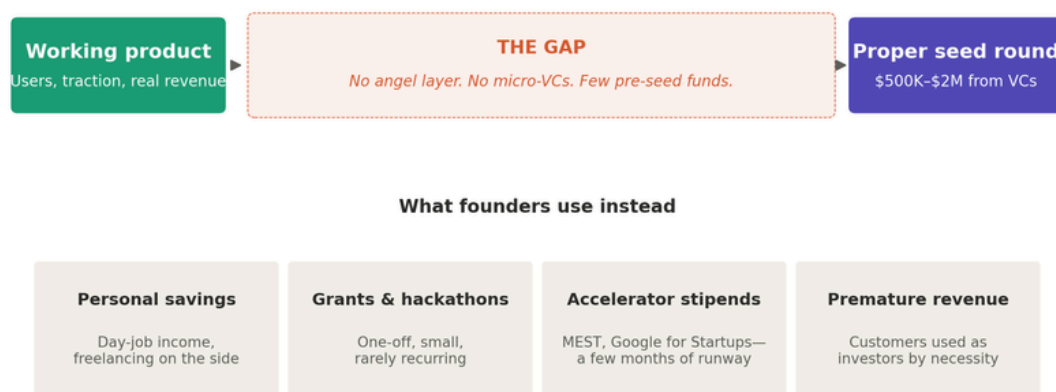 Working product
Users, traction, real revenue
THE GAP
No angel layer. No micro-VCs. Few pre-seed funds.
Proper seed round
$500K–$2M from VCs
What founders use instead
Personal savings
Day-job income,
freelancing on the side
Grants & hackathons
One-off, small,
rarely recurring
Accelerator stipends
MEST, Google for Startups—
a few months of runway
Premature revenue
Customers used as
investors by necessity